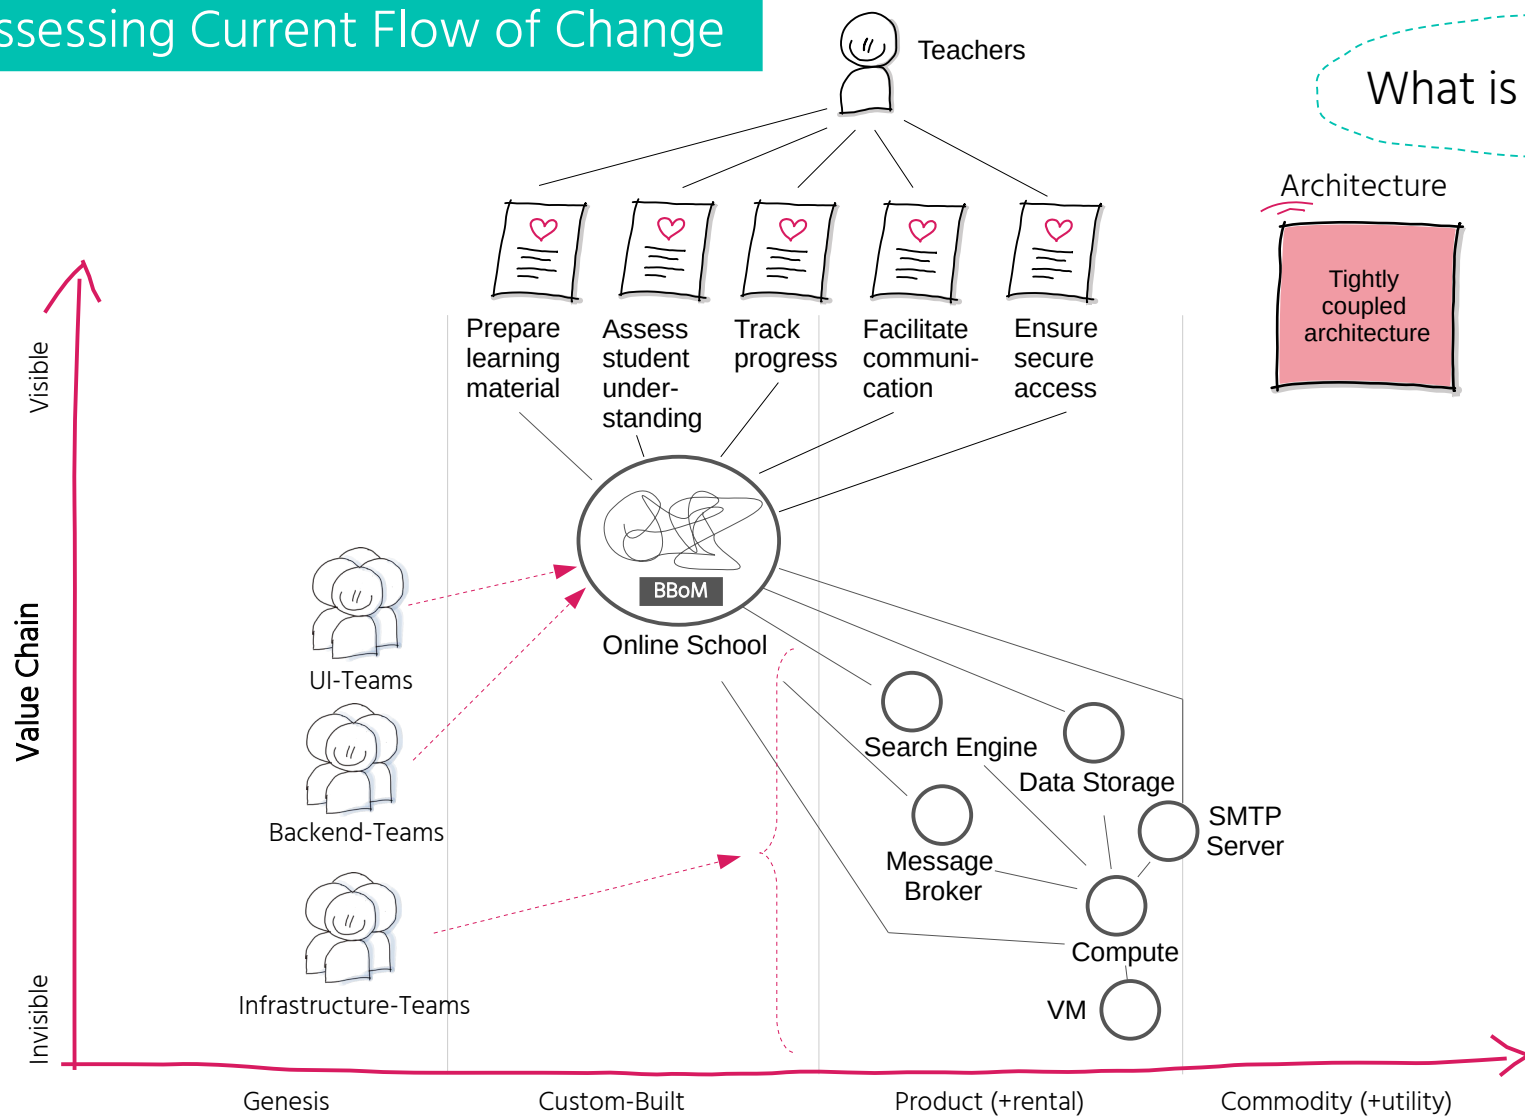 ssessing Current Flow of Change
Teachers
What is
Architecture
Tightly
coupled
architecture
Prepare
learning
material
Assess
student
under-
standing
Track
progress
Facilitate
communi-
cation
Ensure
secure
access
Visible
Value Chain
Invisible
BBoM
Online School
UI-Teams
Backend-Teams
Infrastructure-Teams
Search Engine
Data Storage
SMTP
Server
Message
Broker
Compute
VM
Genesis
Custom-Built
Product (+rental)
Commodity (+utility)